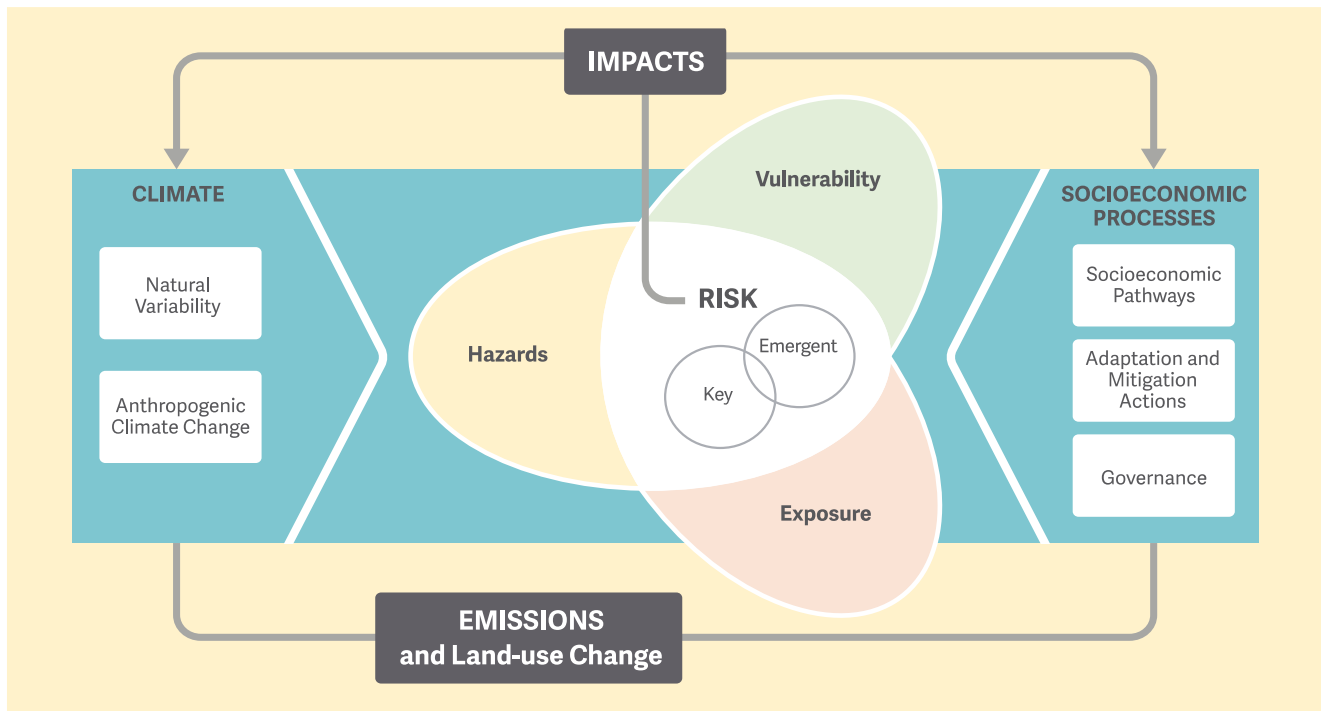 IMPACTS
CLIMATE
Natural
Variability
Anthropogenic
Climate Change
Vulnerability
Hazards
RISK
Emergent
Key
Exposure
SOCIOECONOMIC
PROCESSES
Socioeconomic
Pathways
Adaptation and
Mitigation
Actions
Governance
EMISSIONS
and Land-use Change